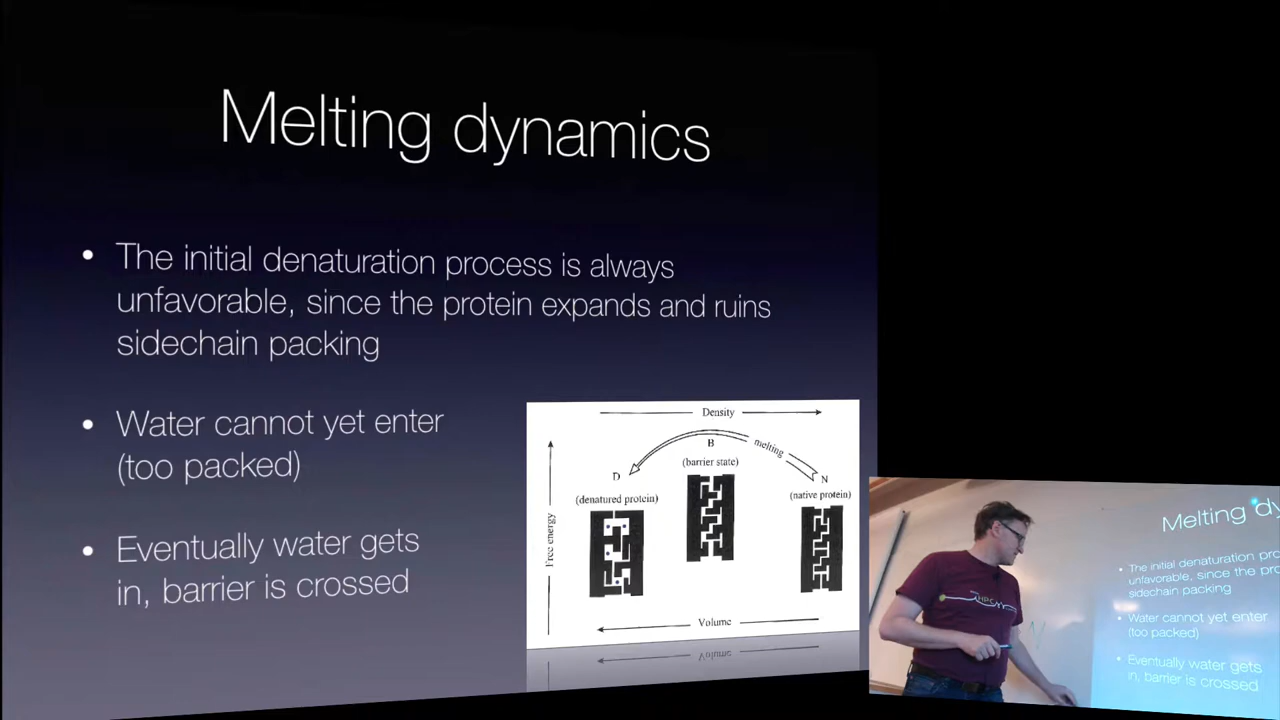 Melting dynamics
• The initial denaturation process is always
unfavorable, since the protein expands and ruins
sidechain packing
• Water cannot yet enter
(too packed)
• Eventually water gets
in, barrier is crossed
Density
B
(barrier state)
melting
D
(denatured protein)
N
(native protein)
Free energy
Volume
Volume
Melting dy
• The initial denaturation pro
unfavorable, since the pro
sidechain packing
• Water cannot yet enter
(too packed)
• Eventually water gets
in, barrier is crossed
HPC
N